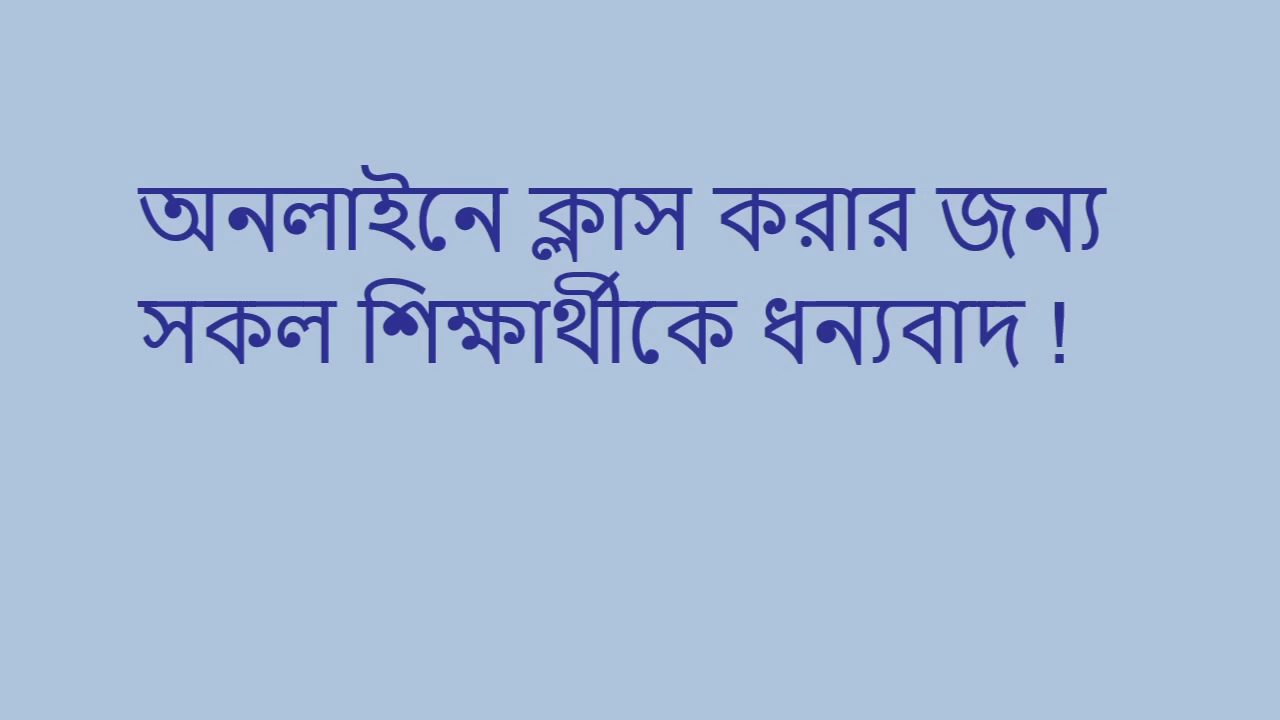 অনলাইনে ক্লাস করার জন্য
সকল শিক্ষার্থীকে ধন্যবাদ !